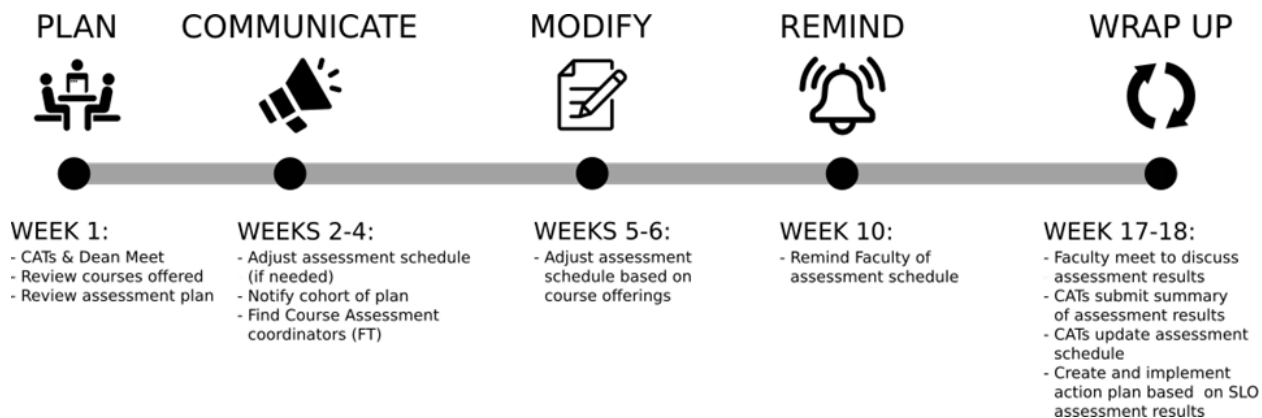 PLAN
COMMUNICATE
MODIFY
REMIND
WRAP UP
WEEK 1:
- CATs & Dean Meet
- Review courses offered
- Review assessment plan
WEEKS 2-4:
- Adjust assessment schedule
(if needed)
- Notify cohort of plan
- Find Course Assessment
coordinators (FT)
WEEKS 5-6:
- Adjust assessment
schedule based on
course offerings
WEEK 10:
- Remind Faculty of
assessment schedule
WEEK 17-18:
- Faculty meet to discuss
assessment results
- CATs submit summary
of assessment results
- CATs update assessment
schedule
- Create and implement
action plan based on SLO
assessment results